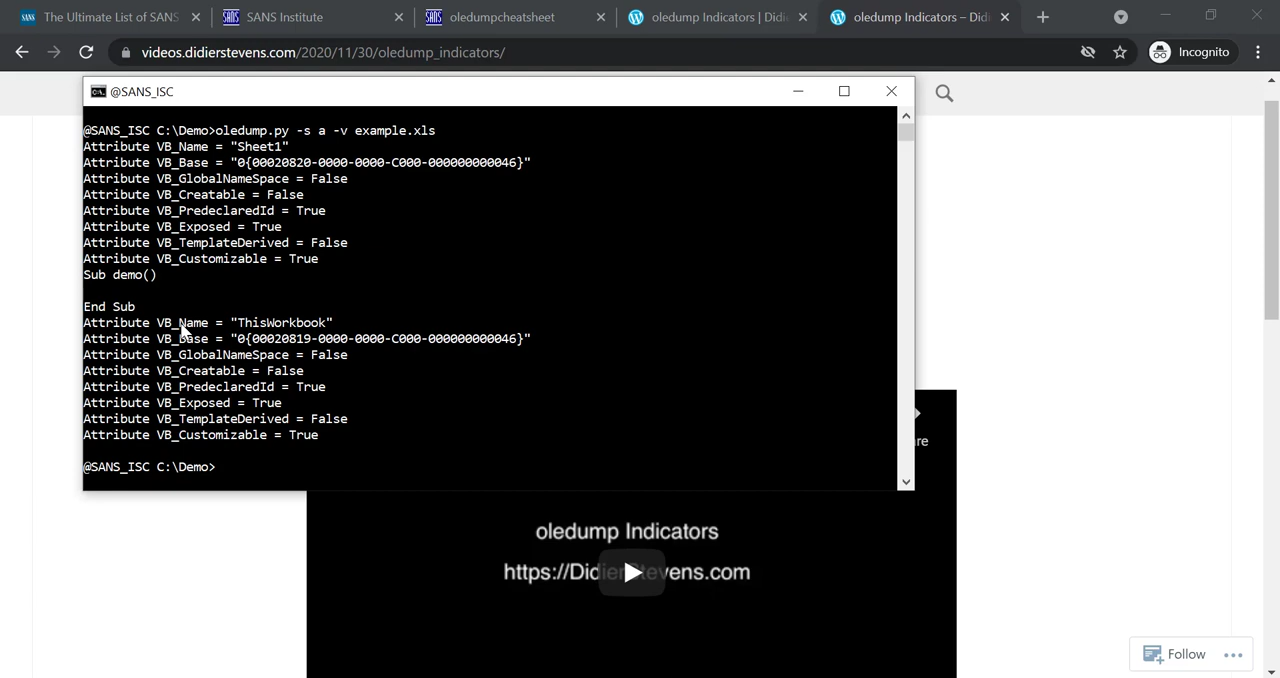 The Ultimate List of SANS
SANS Institute
oledumpcheatsheet
oledump Indicators | Didi
oledump Indicators – Didi
videos.didierstevens.com/2020/11/30/oledump_indicators/
Incognito
@SANS_ISC
@SANS_ISC C:\Demo>oledump.py -s a -v example.xls
Attribute VB_Name = "Sheet1"
Attribute VB_Base = "0{00020820-0000-0000-C000-000000000046}"
Attribute VB_GlobalNameSpace = False
Attribute VB_Creatable = False
Attribute VB_PredeclaredId = True
Attribute VB_Exposed = True
Attribute VB_TemplateDerived = False
Attribute VB_Customizable = True
Sub demo()
End Sub
Attribute VB_Name = "ThisWorkbook"
Attribute VB_Base = "0{00020819-0000-0000-C000-000000000046}"
Attribute VB_GlobalNameSpace = False
Attribute VB_Creatable = False
Attribute VB_PredeclaredId = True
Attribute VB_Exposed = True
Attribute VB_TemplateDerived = False
Attribute VB_Customizable = True
@SANS_ISC C:\Demo>
oledump Indicators
https://DidierStevens.com
Follow